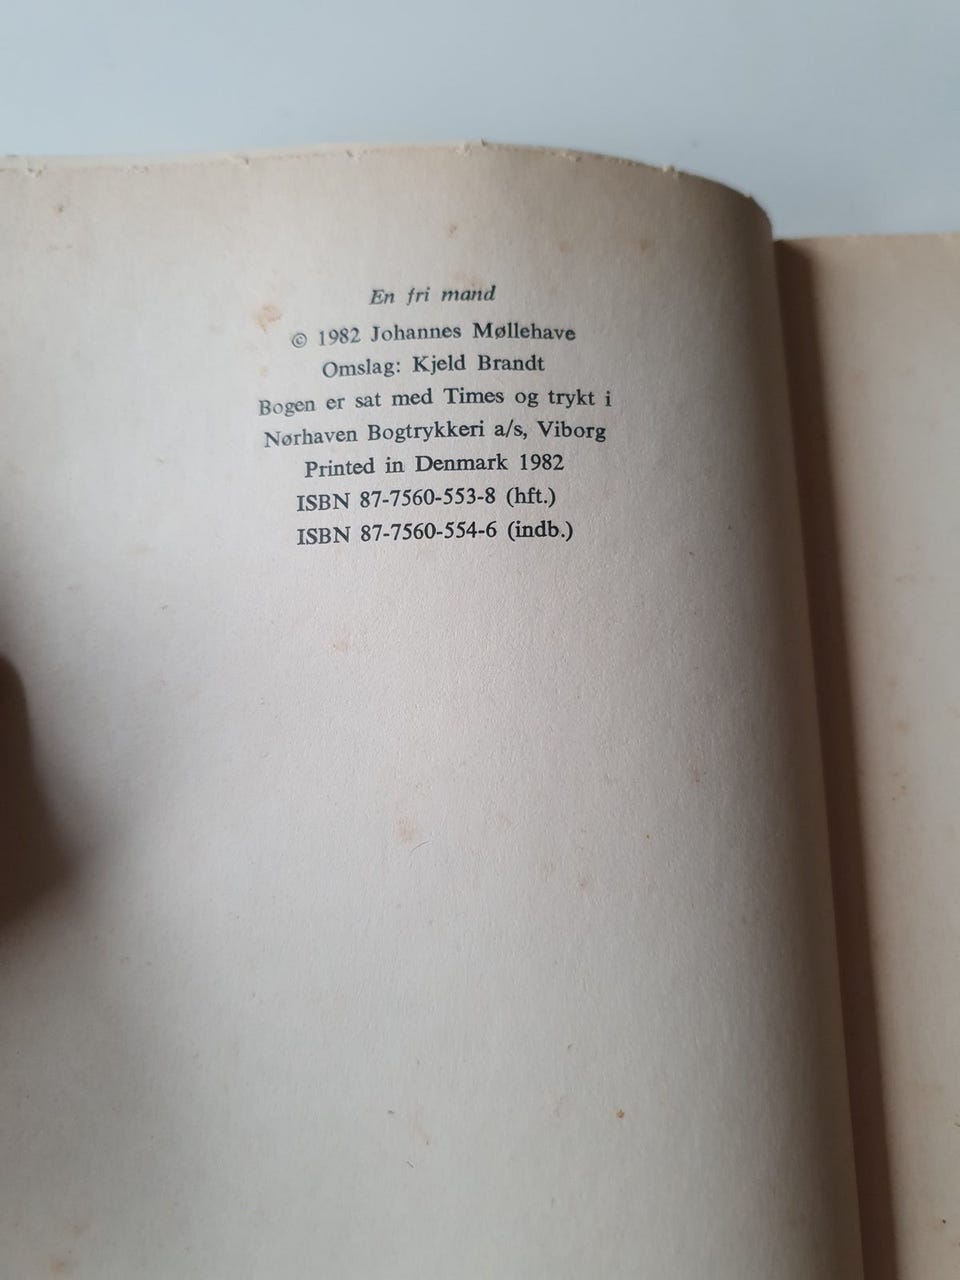 En fri mand
© 1982 Johannes Møllehave
Omslag: Kjeld Brandt
Bogen er sat med Times og trykt i
Nørhaven Bogtrykkeri a/s, Viborg
Printed in Denmark 1982
ISBN 87-7560-553-8 (hft.)
ISBN 87-7560-554-6 (indb.)